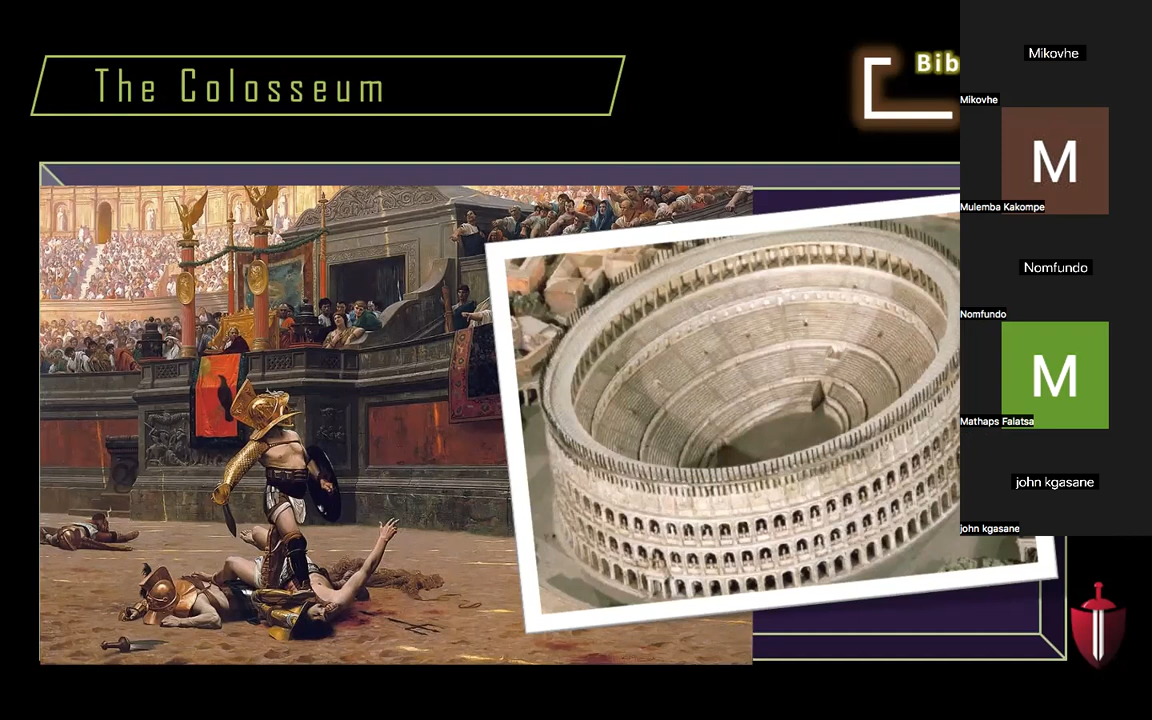 The Colosseum
Bib
Mikovhe
Mikovhe
M
Mulemba Kakompe
Nomfundo
Nomfundo
M
Mathaps Falatsa
john kgasane
john kgasane